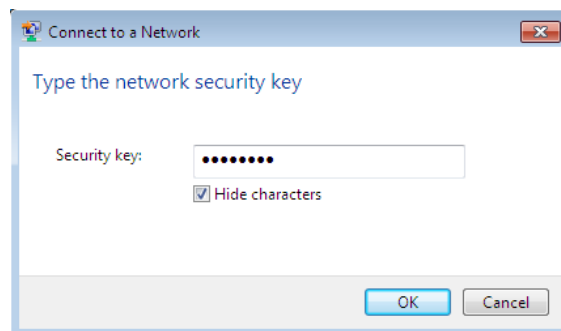 Connect to a Network
Type the network security key
Security key: ••••••••
Hide characters
OK Cancel